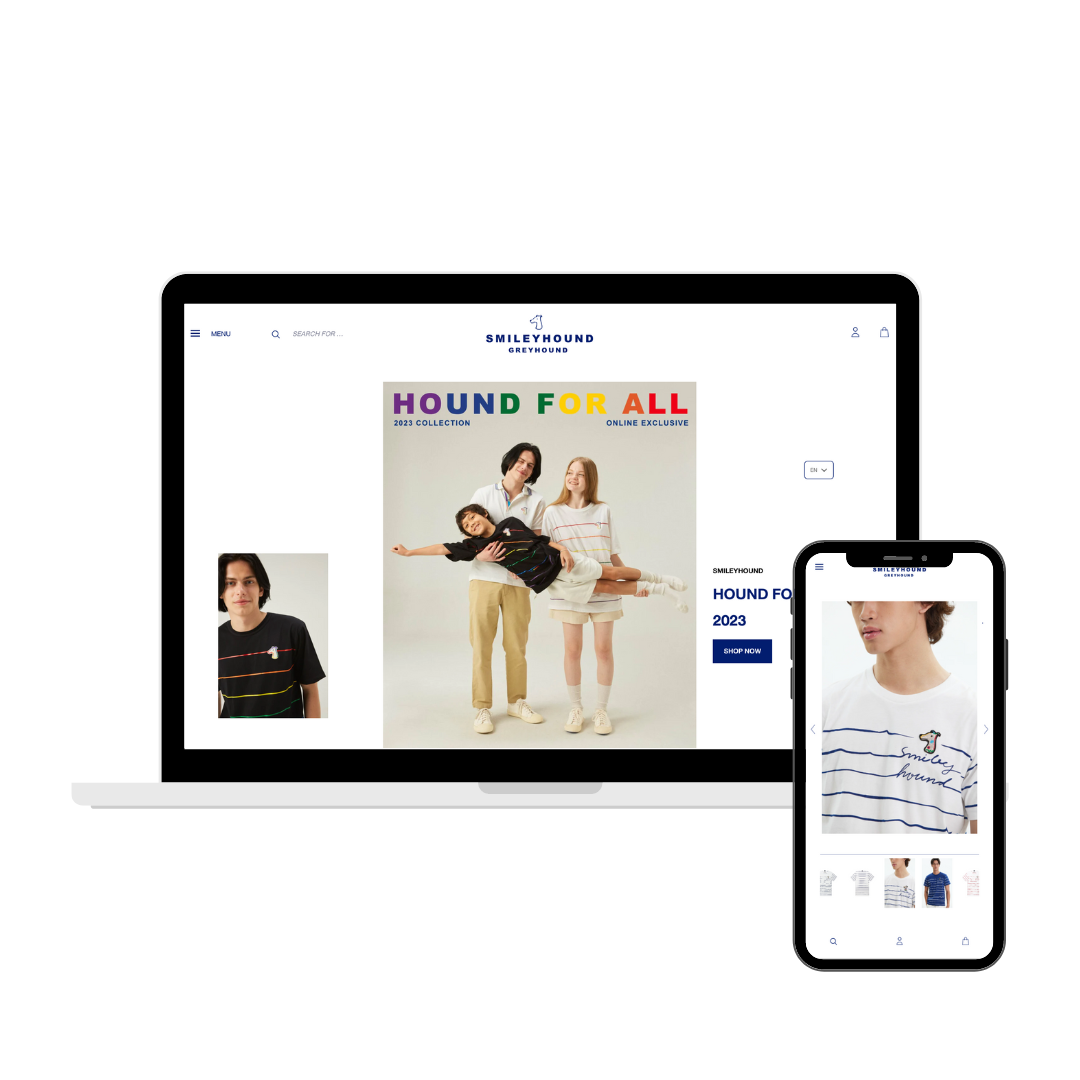 MENU
SEARCH FOR ...
SMILEYHOUND
GREYHOUND
HOUND FOR ALL
2023 COLLECTION
ONLINE EXCLUSIVE
EN
SMILEYHOUND
HOUND FO
2023
SHOP NOW
SMILEYHOUND
GREYHOUND
smiley
hound